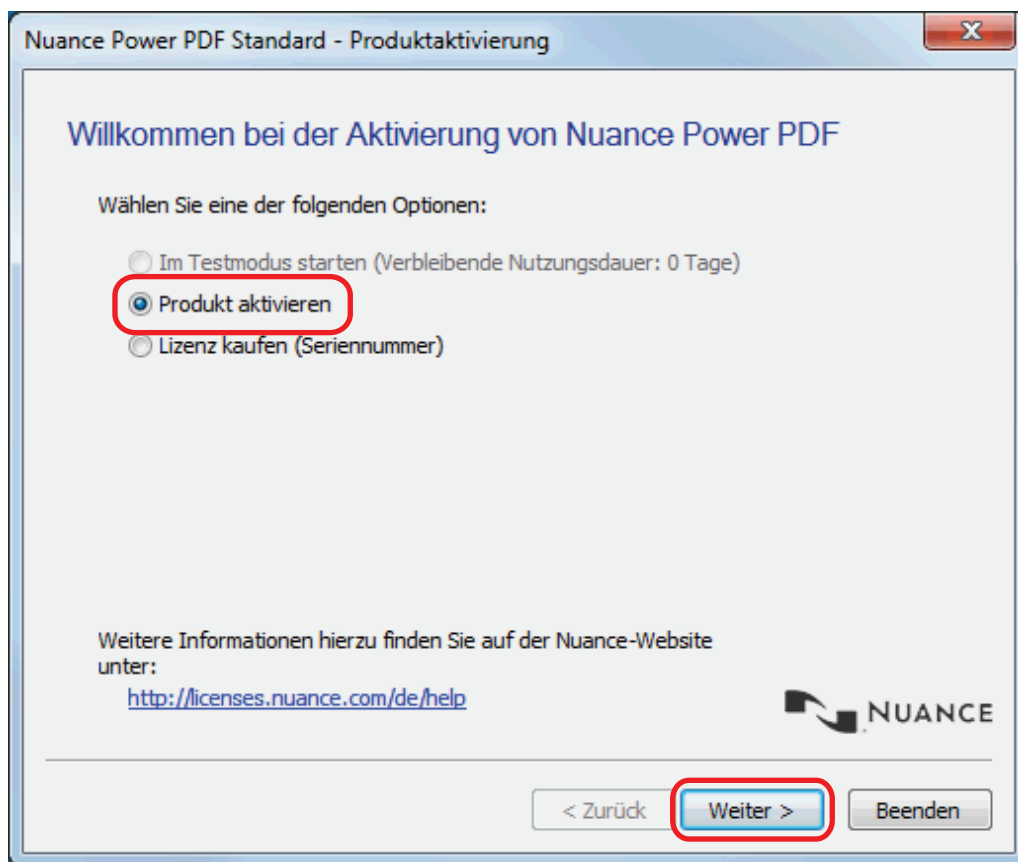 Nuance Power PDF Standard - Produktaktivierung
Willkommen bei der Aktivierung von Nuance Power PDF
Wählen Sie eine der folgenden Optionen:
Im Testmodus starten (Verbleibende Nutzungsdauer: 0 Tage)
Produkt aktivieren
Lizenz kaufen (Seriennummer)
Weitere Informationen hierzu finden Sie auf der Nuance-Website
unter:
http://licenses.nuance.com/de/help
NUANCE
< Zurück Weiter > Beenden